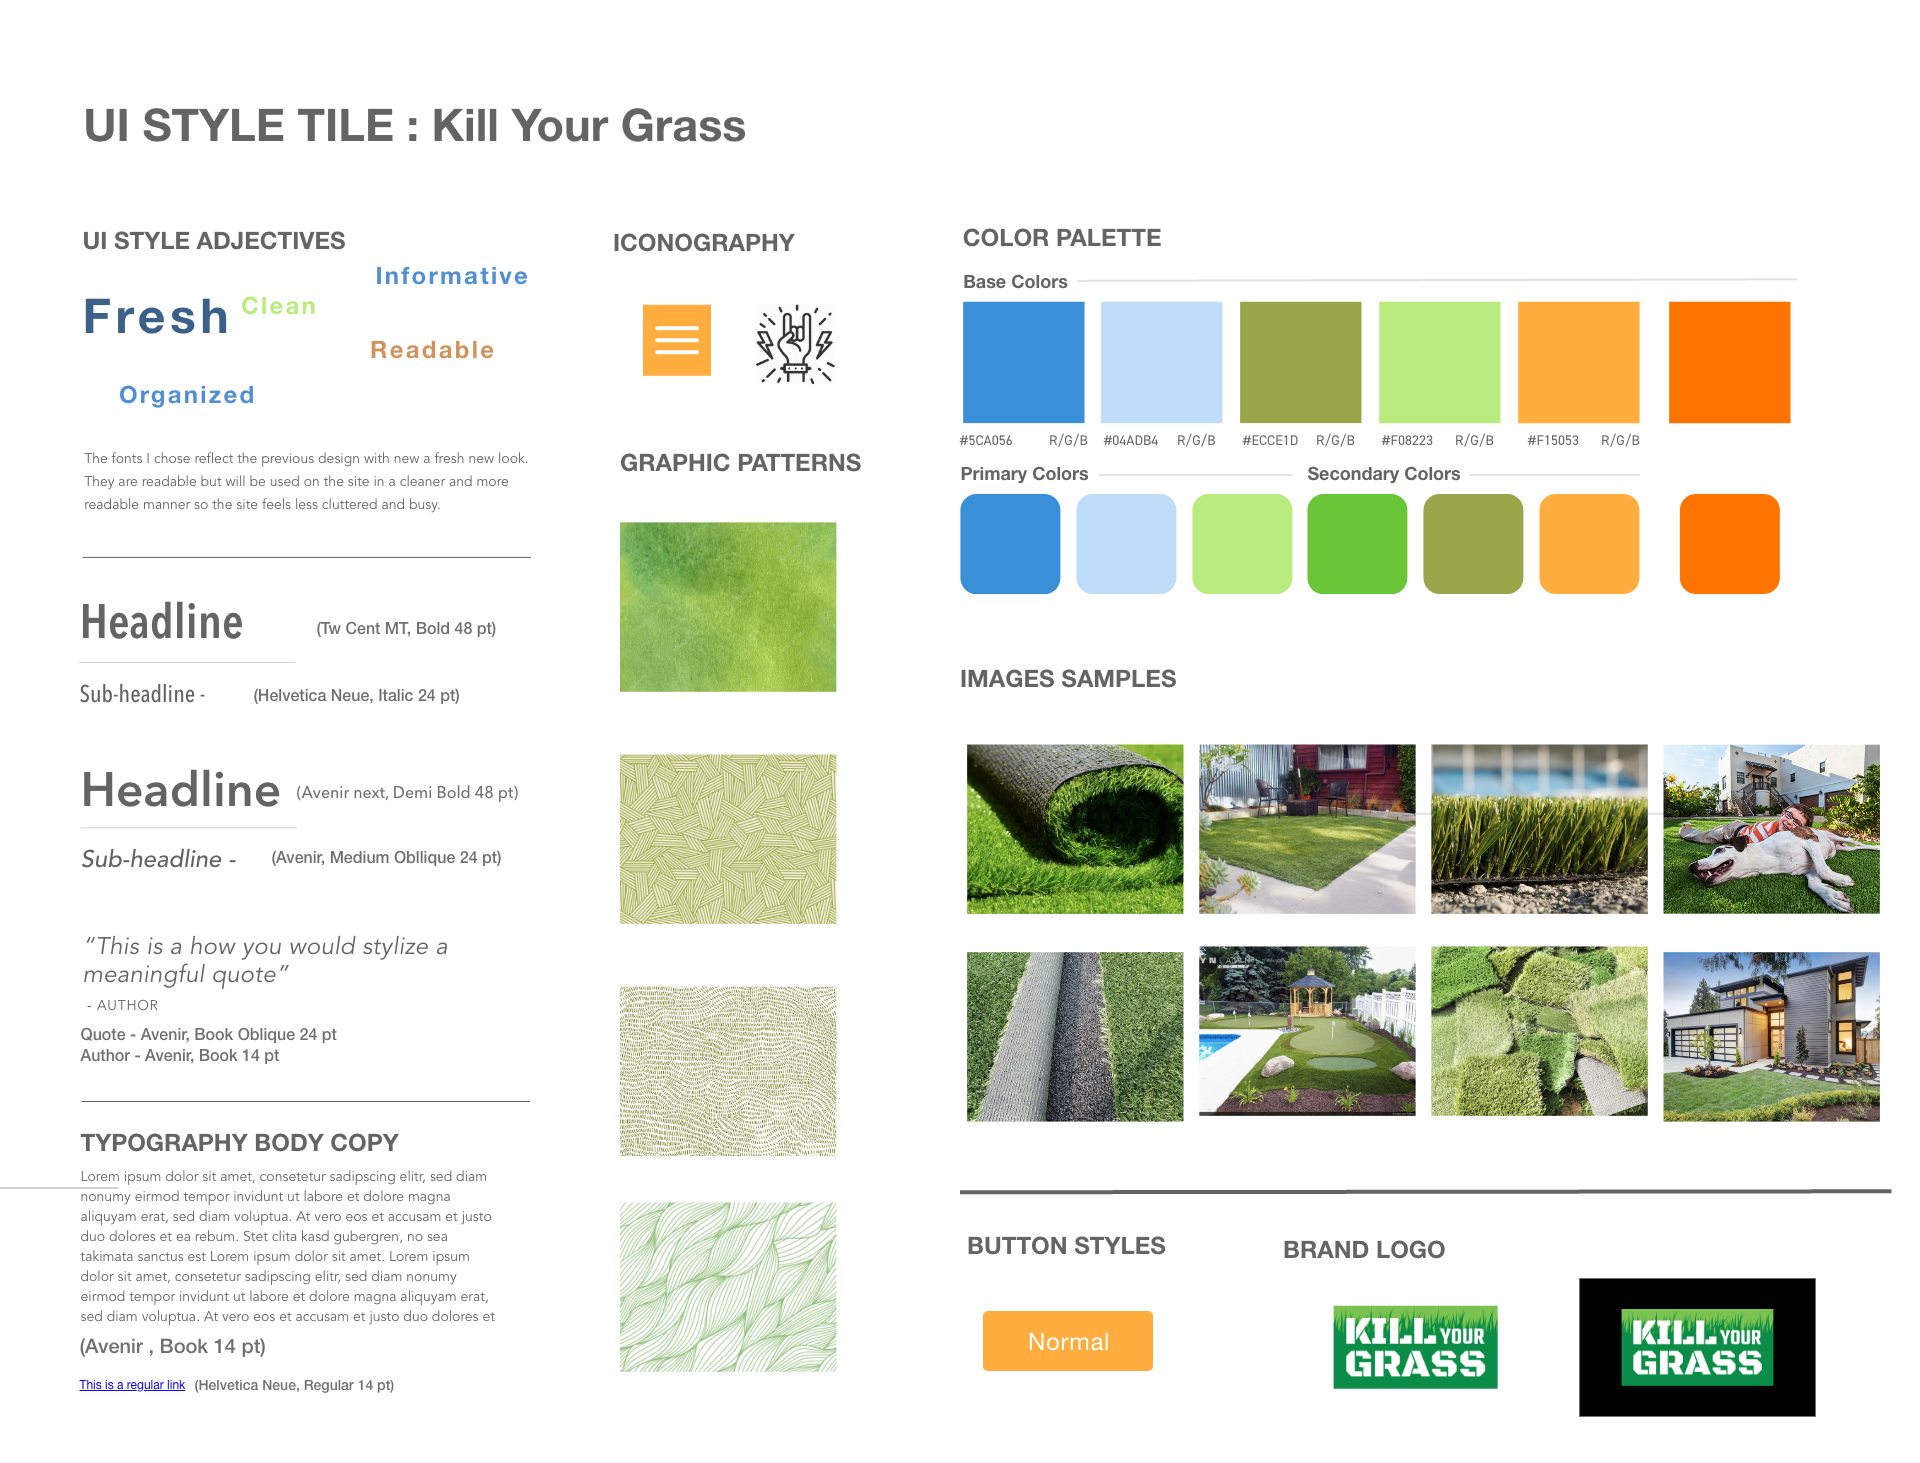 UI STYLE TILE : Kill Your Grass
UI STYLE ADJECTIVES
Informative
Fresh
Clean
Readable
Organized
The fonts I chose reflect the previous design with new a fresh new look.
They are readable but will be used on the site in a cleaner and more
readable manner so the site feels less cluttered and busy.
Headline
(Tw Cent MT, Bold 48 pt)
Sub-headline -
(Helvetica Neue, Italic 24 pt)
Headline
(Avenir next, Demi Bold 48 pt)
Sub-headline -
(Avenir, Medium Obllique 24 pt)
“This is a how you would stylize a
meaningful quote”
- AUTHOR
Quote - Avenir, Book Oblique 24 pt
Author - Avenir, Book 14 pt
TYPOGRAPHY BODY COPY
Lorem ipsum dolor sit amet, consetetur sadipscing elitr, sed diam
nonumy eirmod tempor invidunt ut labore et dolore magna
aliquyam erat, sed diam voluptua. At vero eos et accusam et justo
duo dolores et ea rebum. Stet clita kasd gubergren, no sea
takimata sanctus est Lorem ipsum dolor sit amet. Lorem ipsum
dolor sit amet, consetetur sadipscing elitr, sed diam nonumy
eirmod tempor invidunt ut labore et dolore magna aliquyam erat,
sed diam voluptua. At vero eos et accusam et justo duo dolores et
(Avenir , Book 14 pt)
This is a regular link
(Helvetica Neue, Regular 14 pt)
ICONOGRAPHY
GRAPHIC PATTERNS
COLOR PALETTE
Base Colors
#5CA056 R/G/B #04ADB4 R/G/B #ECCE1D R/G/B #F08223 R/G/B #F15053 R/G/B
Primary Colors
Secondary Colors
IMAGES SAMPLES
BUTTON STYLES
Normal
BRAND LOGO
KILL YOUR
GRASS
KILL YOUR
GRASS